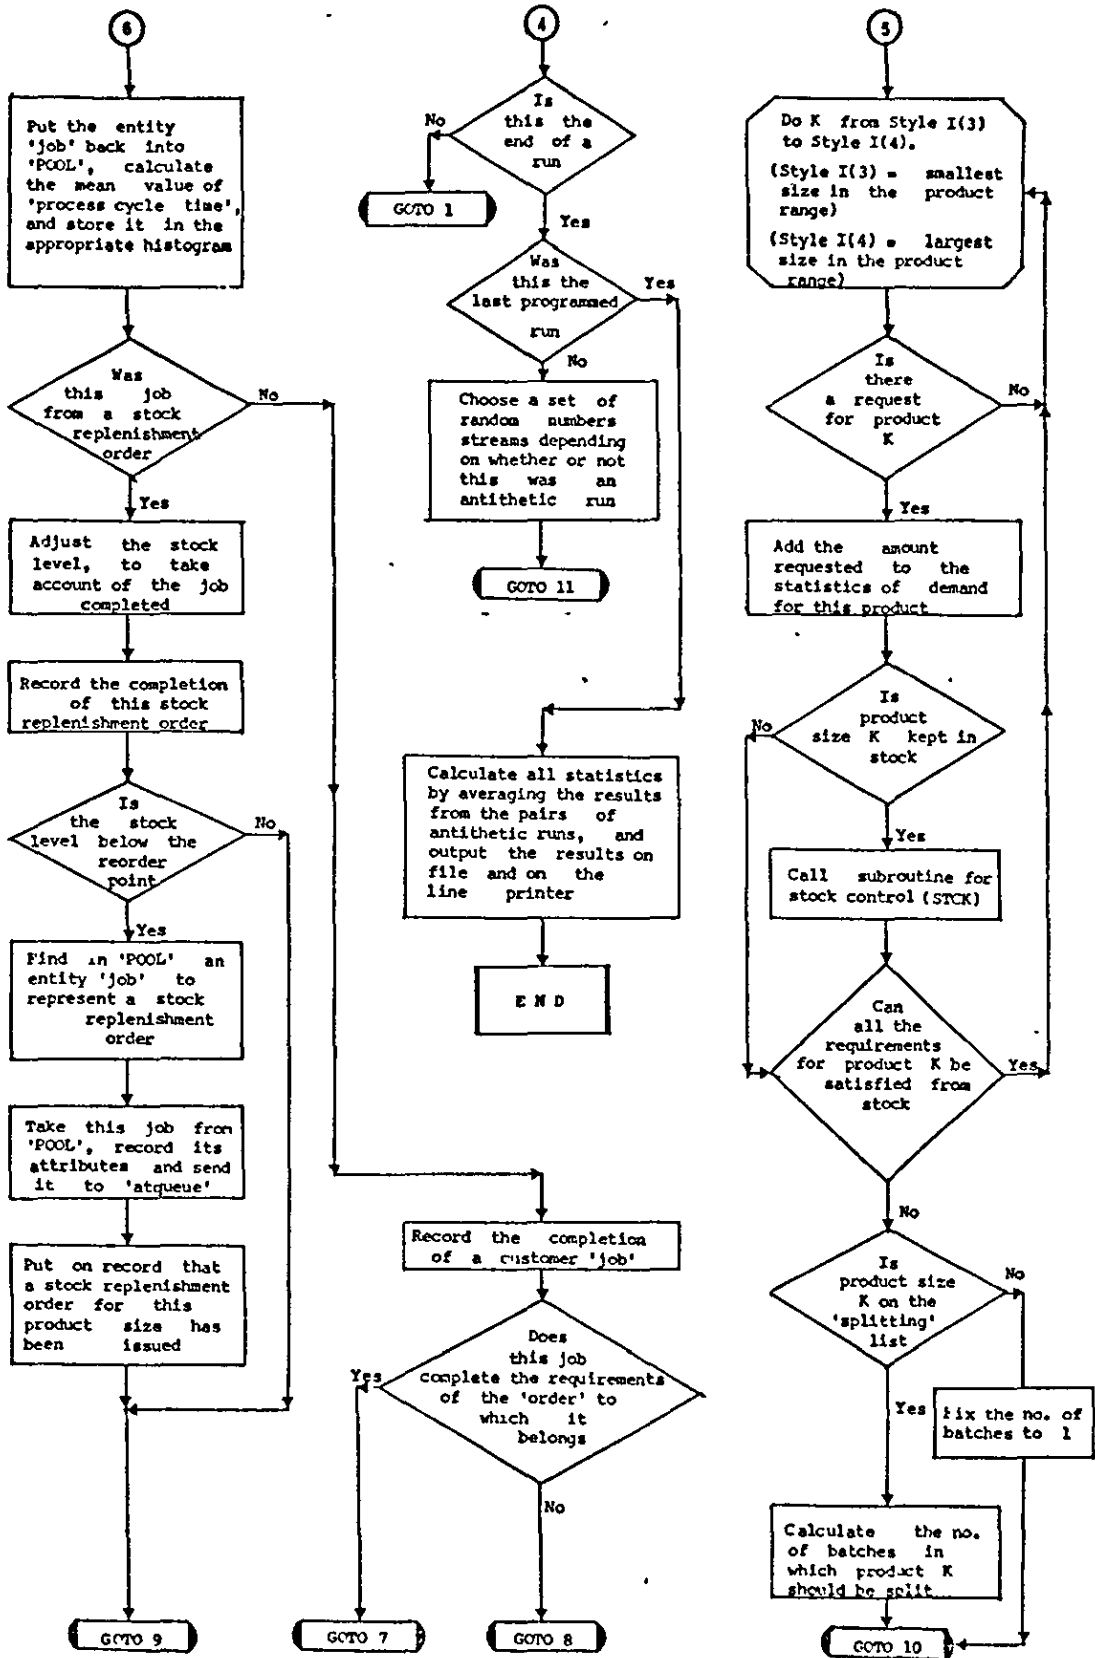 6
Put the entity
'job' back into
'POOL', calculate
the mean value of
'process cycle time',
and store it in the
appropriate histogram
Was
this job
from a stock
replenishment
order
No
Yes
Adjust the stock
level, to take
account of the job
completed
Record the completion
of this stock
replenishment order
Is
the stock
level below the
reorder
point
No
Yes
Find in 'POOL' an
entity 'job' to
represent a stock
replenishment
order
Take this job from
'POOL', record its
attributes and send
it to 'atqueue'
Put on record that
a stock replenishment
order for this
product size has
been issued
GOTO 9
4
Is
this the
end of a
run
No
GOTO 1
Yes
Was
this the
last programmed
run
Yes
No
Choose a set of
random numbers
streams depending
on whether or not
this was an
antithetic run
GOTO 11
Calculate all statistics
by averaging the results
from the pairs of
antithetic runs, and
output the results on
file and on the
line printer
E N D
Record the completion
of a customer 'job'
Does
this job
complete the requirements
of the 'order' to
which it
belongs
Yes
No
GOTO 7
GOTO 8
5
Do K from Style I(3)
to Style I(4).
(Style I(3) = smallest
size in the product
range)
(Style I(4) = largest
size in the product
range)
Is
there
a request
for product
K
No
Yes
Add the amount
requested to the
statistics of demand
for this product
Is
product
size K kept in
stock
No
Yes
Call subroutine for
stock control (STCK)
Can
all the
requirements
for product K be
satisfied from
stock
Yes
No
Is
product size
K on the
'splitting'
list
No
Yes
Fix the no. of
batches to 1
Calculate the no.
of batches in
which product K
should be split
GOTO 10